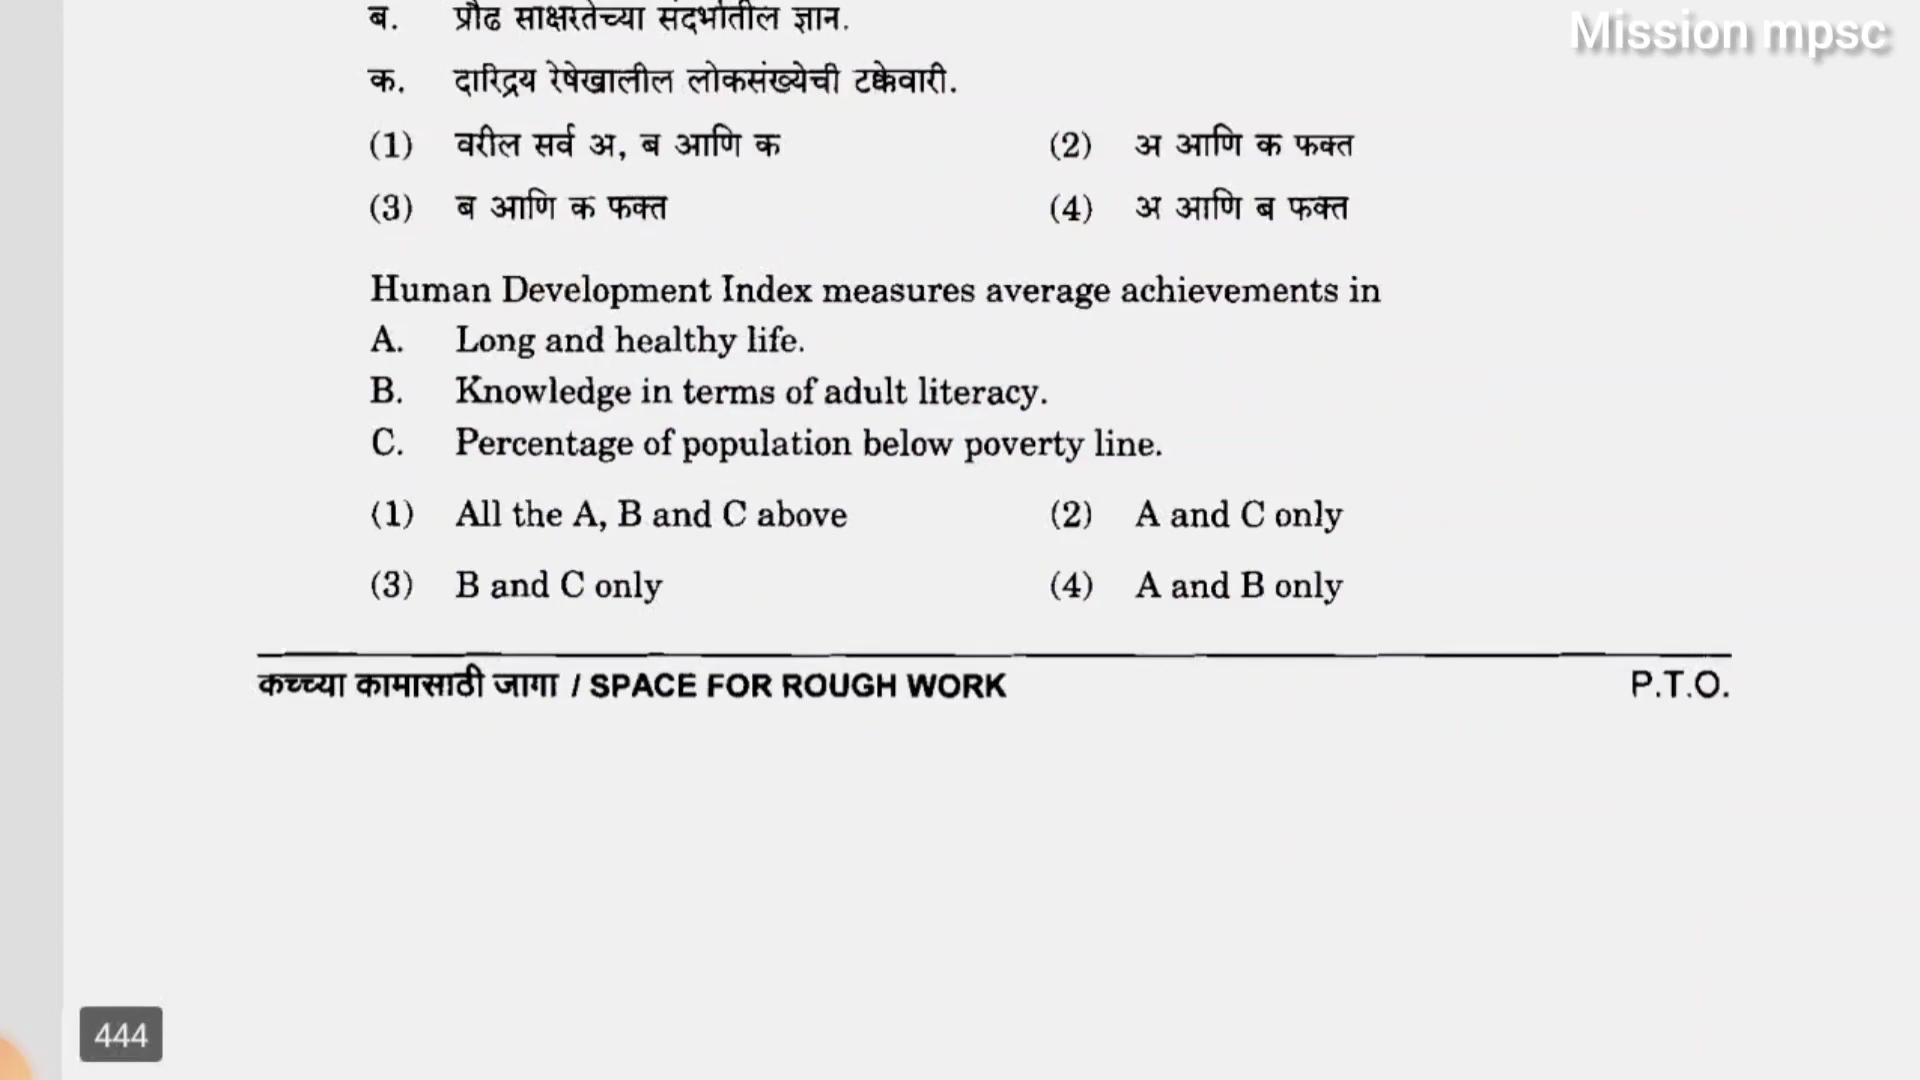 ब. प्रौढ साक्षरतेच्या संदर्भातील ज्ञान.
Mission mpsc
क. दारिद्रय रेषेखालील लोकसंख्येची टक्केवारी.
(1) वरील सर्व अ, ब आणि क (2) अ आणि क फक्त
(3) ब आणि क फक्त (4) अ आणि ब फक्त
Human Development Index measures average achievements in
A. Long and healthy life.
B. Knowledge in terms of adult literacy.
C. Percentage of population below poverty line.
(1) All the A, B and C above (2) A and C only
(3) B and C only (4) A and B only
कच्च्या कामासाठी जागा / SPACE FOR ROUGH WORK P.T.O.
444